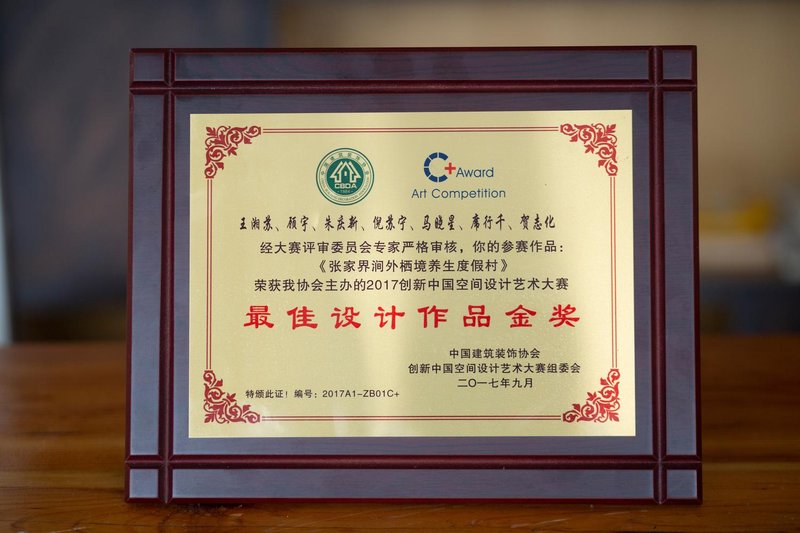 CBDA
1984
C+Award
Art Competition
王湘苏、顾宇、朱庆新、倪苏宁、马晓星、席行千、贺志化
经大赛评审委员会专家严格审核，你的参赛作品：
《张家界涧外栖境养生度假村》
荣获我协会主办的2017创新中国空间设计艺术大赛
最佳设计作品金奖
中国建筑装饰协会
创新中国空间设计艺术大赛组委会
二〇一七年九月
特颁此证！编号：2017A1-ZB01C+